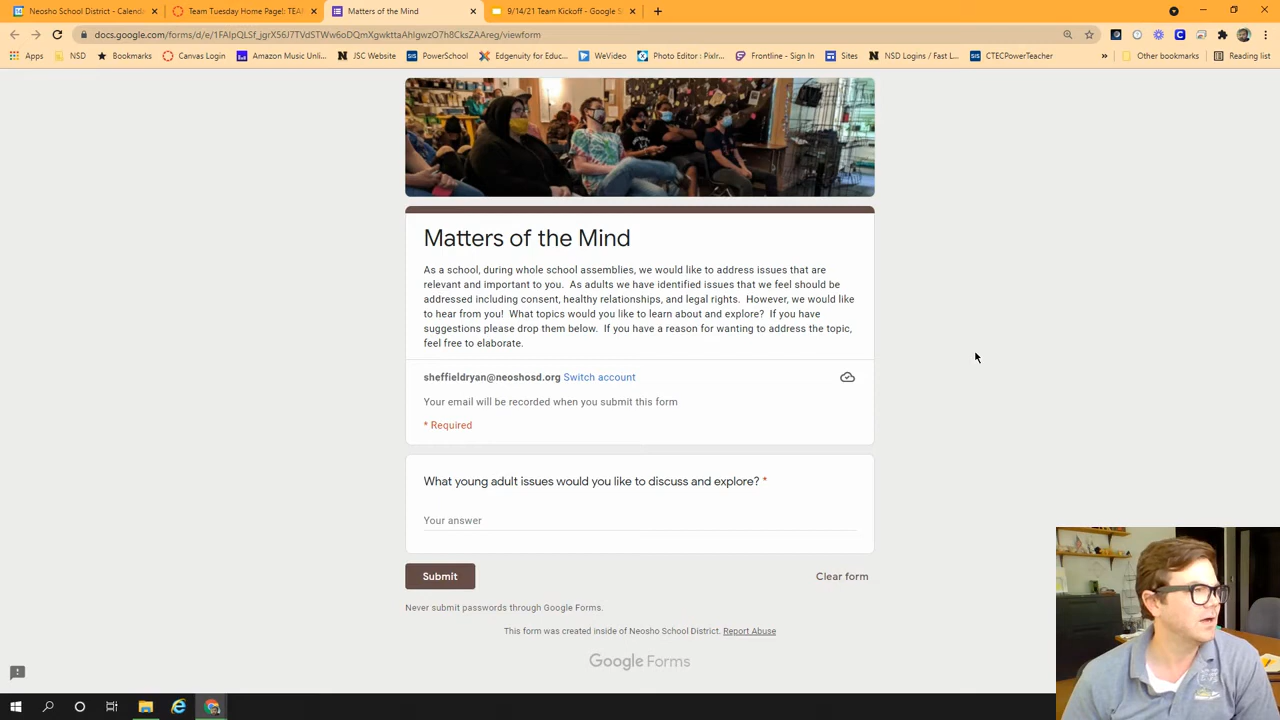 Neosho School District - Calend
Team Tuesday Home Page!: TEA
Matters of the Mind
9/14/21 Team Kickoff - Google S
docs.google.com/forms/d/e/1FAIpQLSf_jgrX56J7TVdSTWw6oDQmXgwkttaAhIgwzO7h8CksZAAreg/viewform
Apps
NSD
Bookmarks
Canvas Login
Amazon Music Unli...
JSC Website
PowerSchool
Edgenuity for Educ...
WeVideo
Photo Editor : Pixlr...
Frontline - Sign In
Sites
NSD Logins / Fast L...
CTECPowerTeacher
»
Other bookmarks
Reading list
Matters of the Mind
As a school, during whole school assemblies, we would like to address issues that are
relevant and important to you.  As adults we have identified issues that we feel should be
addressed including consent, healthy relationships, and legal rights.  However, we would like
to hear from you!  What topics would you like to learn about and explore?  If you have
suggestions please drop them below.  If you have a reason for wanting to address the topic,
feel free to elaborate.
sheffieldryan@neoshosd.org Switch account
Your email will be recorded when you submit this form
* Required
What young adult issues would you like to discuss and explore? *
Your answer
Submit
Clear form
Never submit passwords through Google Forms.
This form was created inside of Neosho School District. Report Abuse
Google Forms